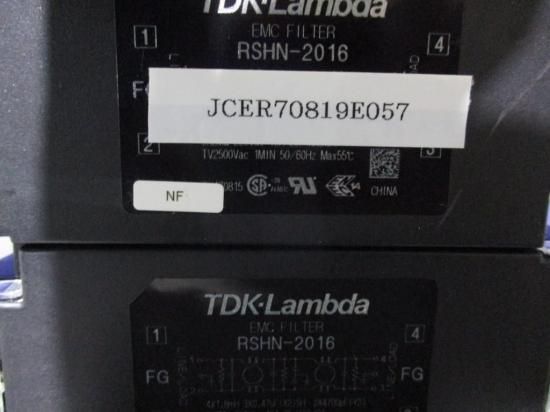 TDK·Lambda
EMC FILTER
RSHN-2016
1
4
JCER70819E057
2
3
TV2500Vac 1MIN 50/60Hz Max55℃
0815
CHINA
NF
TDK·Lambda
EMC FILTER
RSHN-2016
1
4
FG
FG